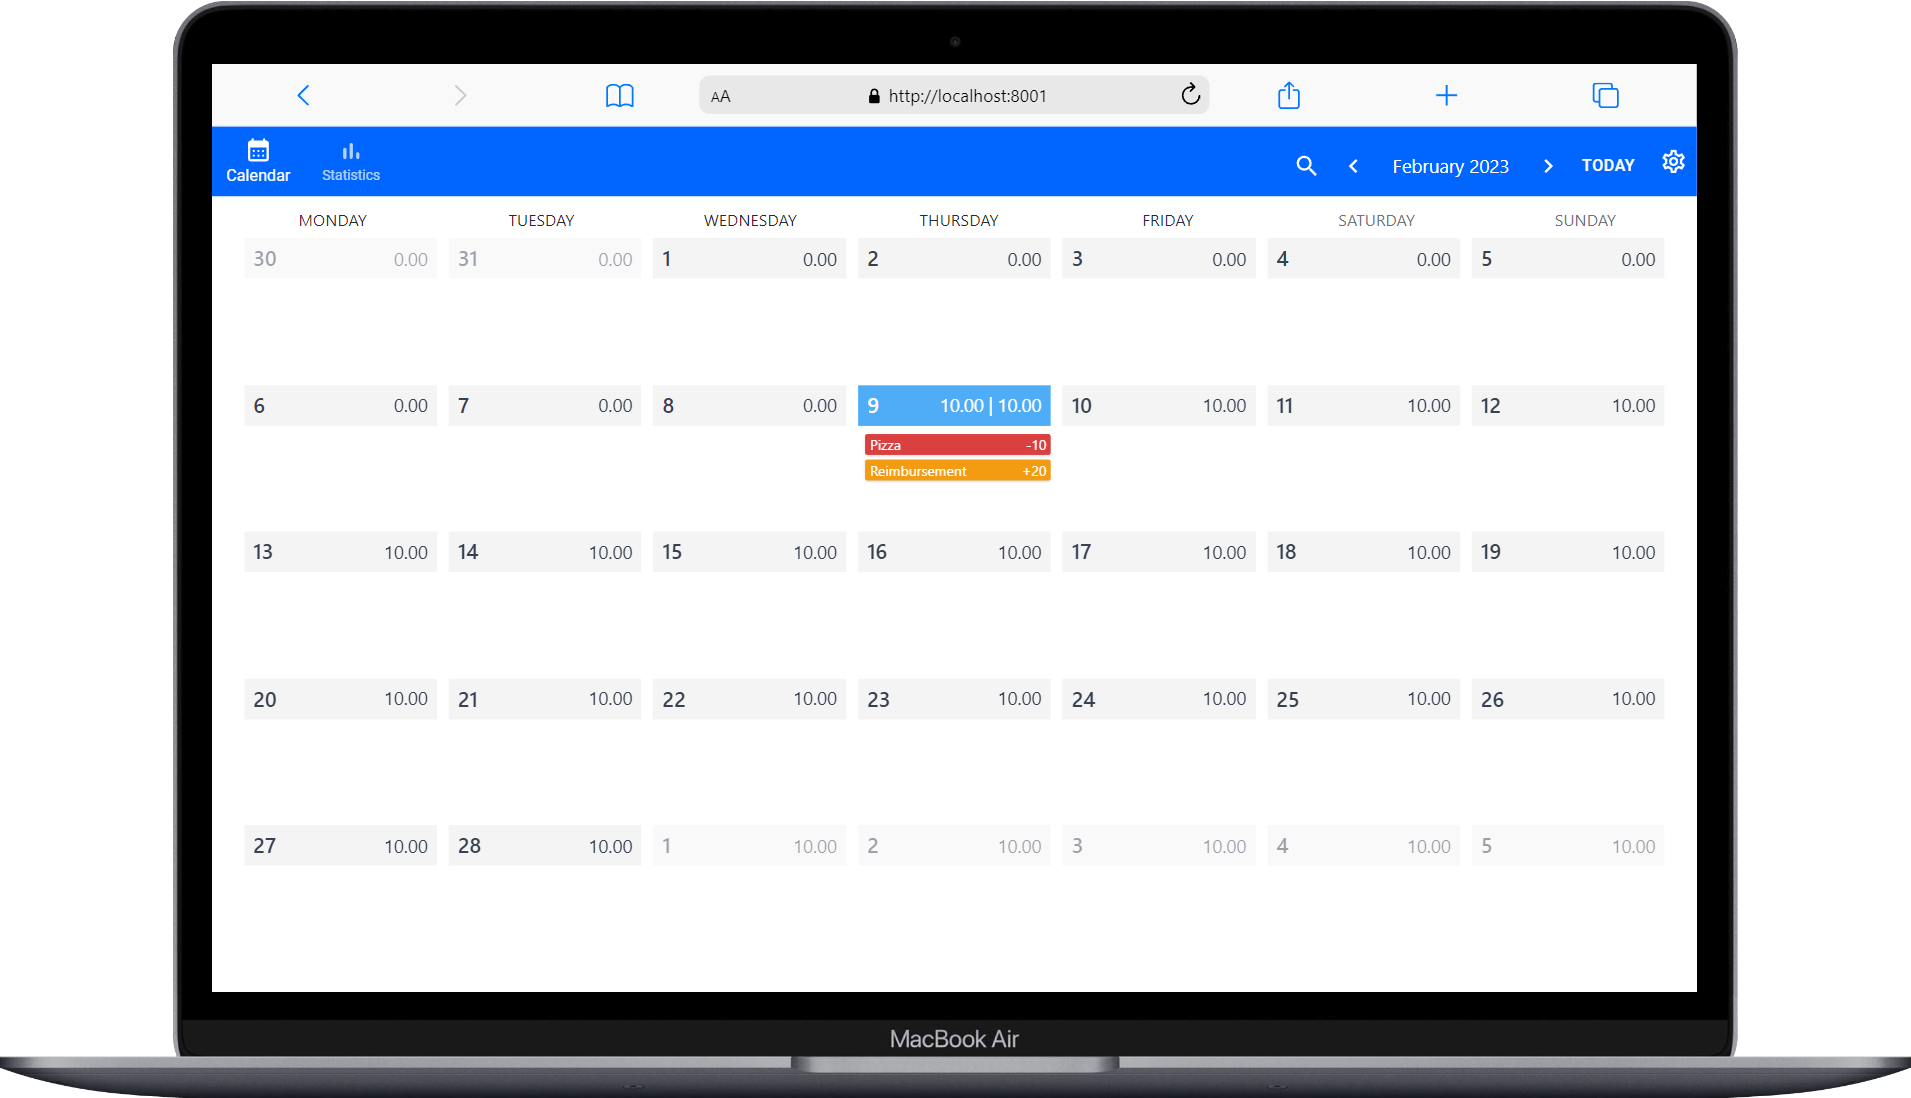 AA http://localhost:8001
Calendar Statistics February 2023 TODAY
MONDAY TUESDAY WEDNESDAY THURSDAY FRIDAY SATURDAY SUNDAY
30 0.00 31 0.00 1 0.00 2 0.00 3 0.00 4 0.00 5 0.00
6 0.00 7 0.00 8 0.00 9 10.00 | 10.00 10 10.00 11 10.00 12 10.00
Pizza -10
Reimbursement +20
13 10.00 14 10.00 15 10.00 16 10.00 17 10.00 18 10.00 19 10.00
20 10.00 21 10.00 22 10.00 23 10.00 24 10.00 25 10.00 26 10.00
27 10.00 28 10.00 1 10.00 2 10.00 3 10.00 4 10.00 5 10.00
MacBook Air